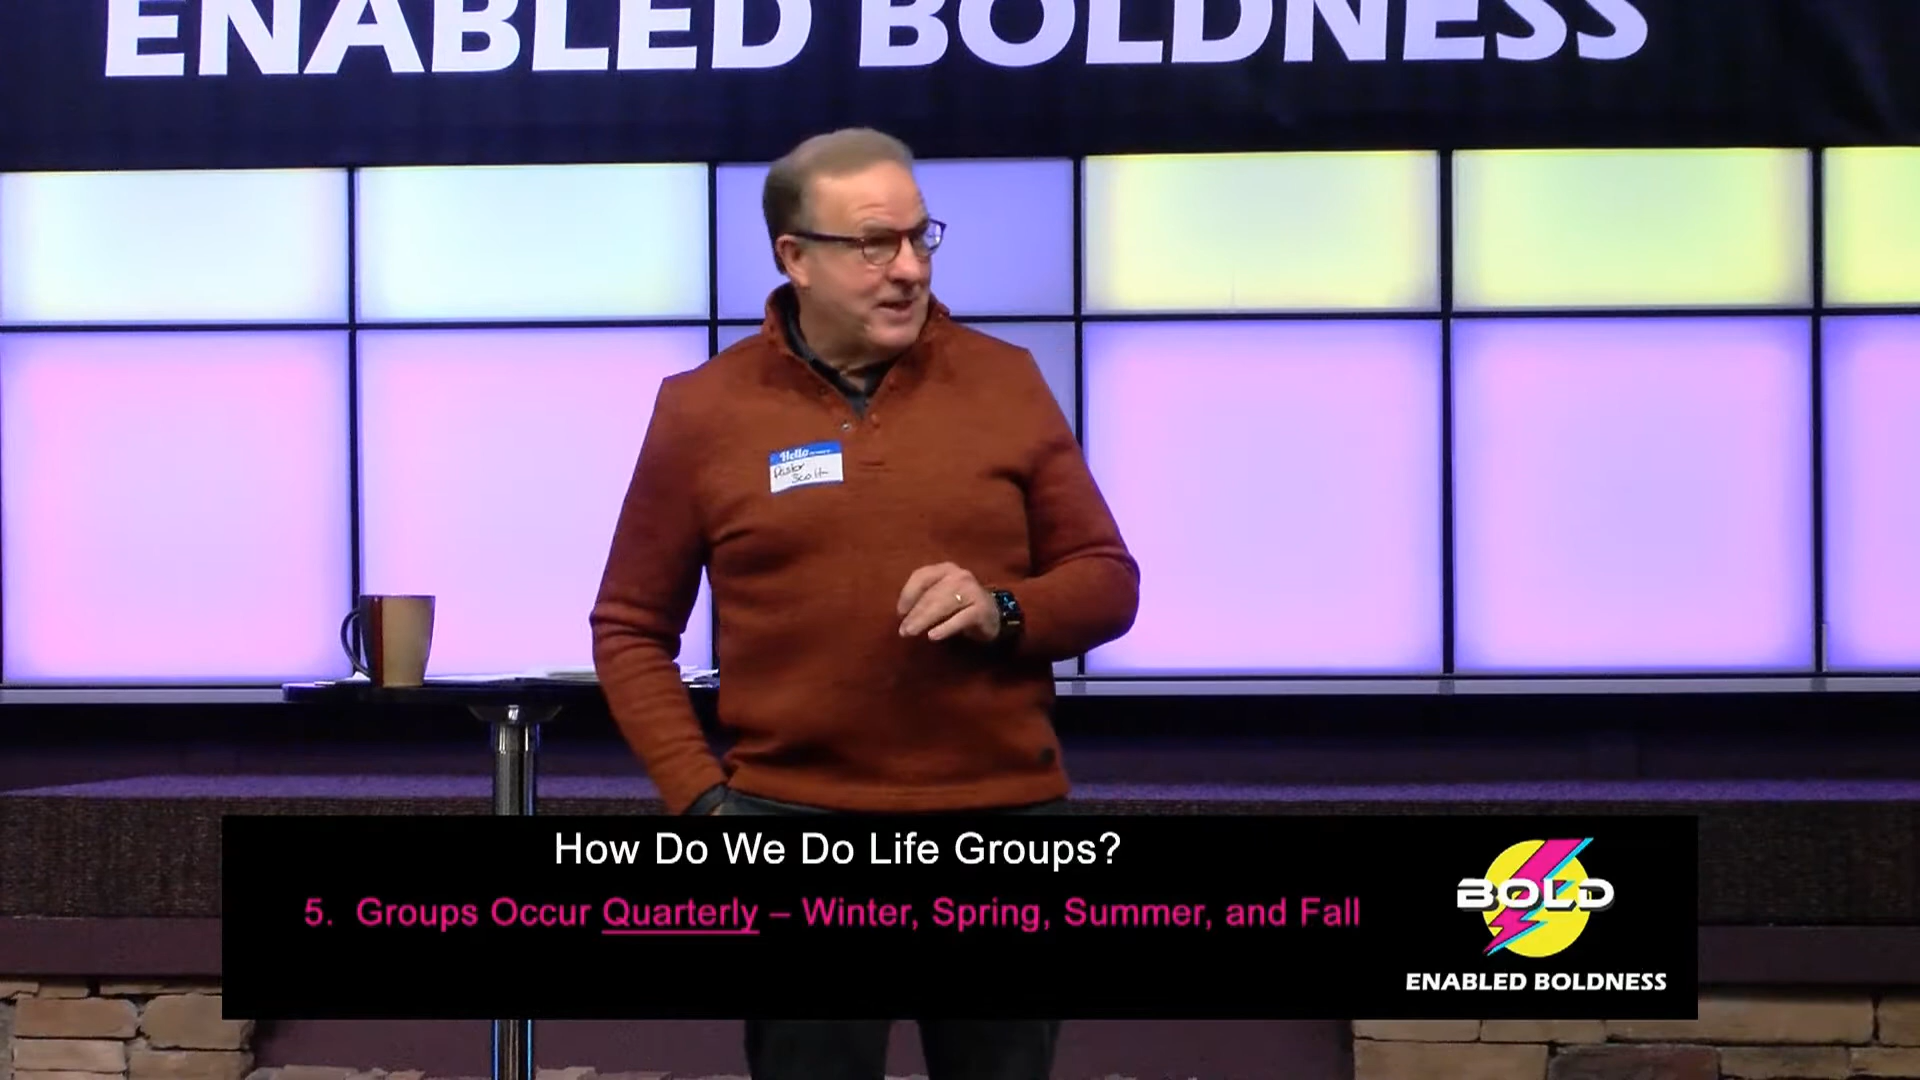 ENABLED BOLDNESS
Hello
Pastor
Scott
How Do We Do Life Groups?
5. Groups Occur Quarterly – Winter, Spring, Summer, and Fall
BOLD
ENABLED BOLDNESS